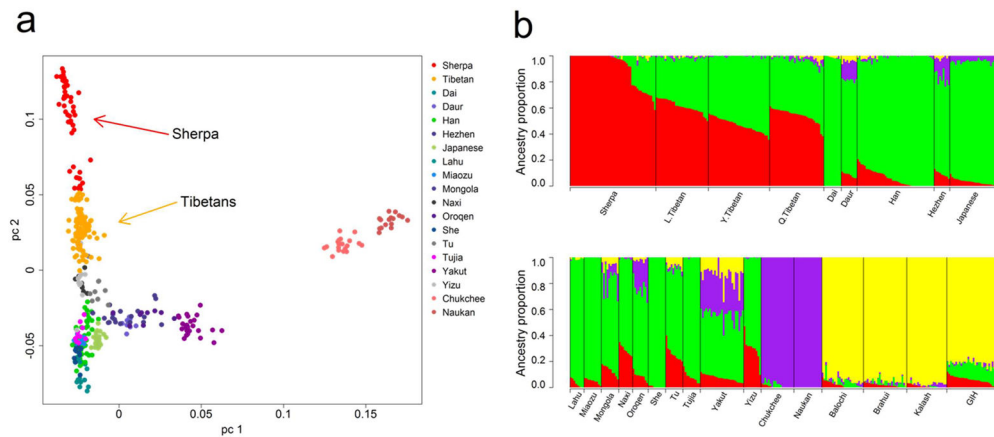 a
pc 2
0.1
0.05
0
-0.05
0
0.05
0.1
0.15
pc 1
Sherpa
Tibetans
Sherpa
Tibetan
Dai
Daur
Han
Hezhen
Japanese
Lahu
Miaozu
Mongola
Naxi
Oroqen
She
Tu
Tujia
Yakut
Yizu
Chukchee
Naukan
b
Ancestry proportion
1.0
0.8
0.6
0.4
0.2
0.0
Sherpa
L.Tibetan
Y.Tibetan
Q.Tibetan
Dai
Daur
Han
Hezhen
Japanese
Ancestry proportion
1.0
0.8
0.6
0.4
0.2
0.0
Lahu
Miaozu
Mongola
Naxi
Oroqen
She
Tu
Tujia
Yakut
Yizu
Chukchee
Naukan
Balochi
Brahui
Kalash
GIH